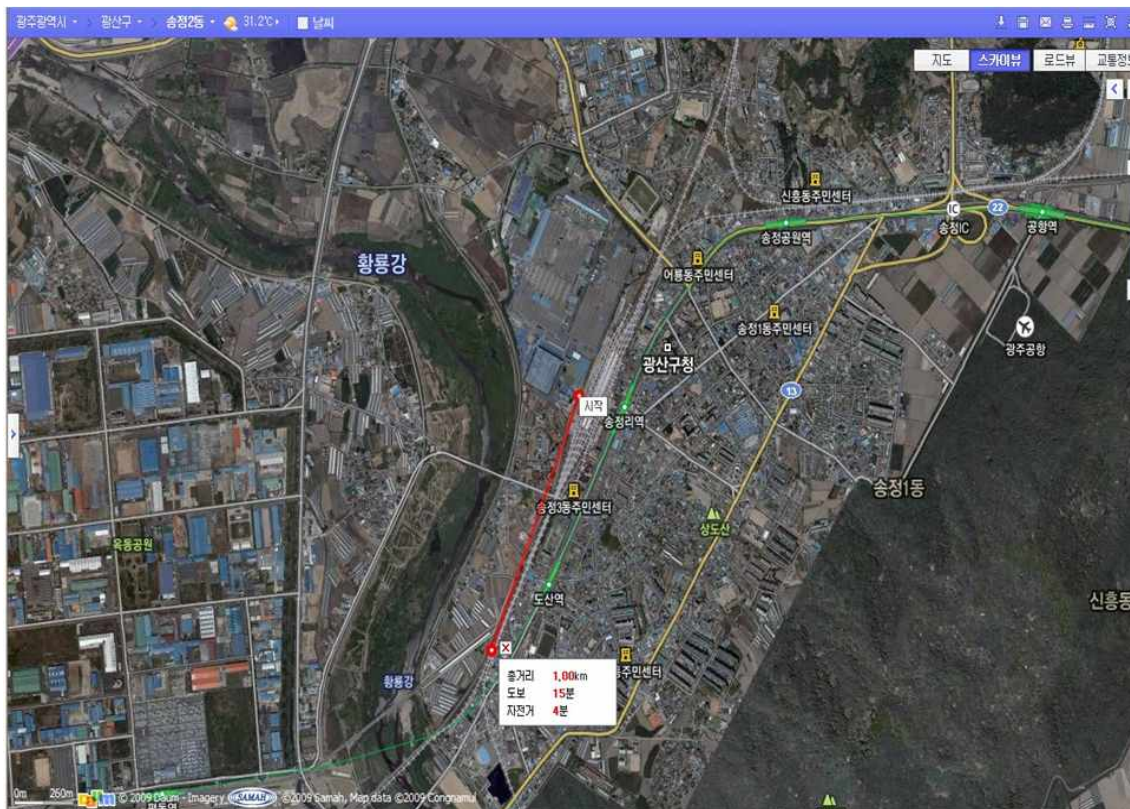 광주광역시 광산구 송정2동 31.2℃ 날씨
지도 스카이뷰 로드뷰 교통정보
신흥동주민센터
송정공원역
IC
송정IC
22
공항역
황룡강
어룡동주민센터
송정1동주민센터
광산구청
광주공항
13
시작
송정리역
송정3동주민센터
송정1동
상도산
옥동공원
도산역
신흥동
황룡강
동주민센터
총거리 1,00km
도보 15분
자전거 4분
0m 260m
© 2009 Daum - Imagery SAMAH ©2009 Samah, Map data ©2009 Congnamul